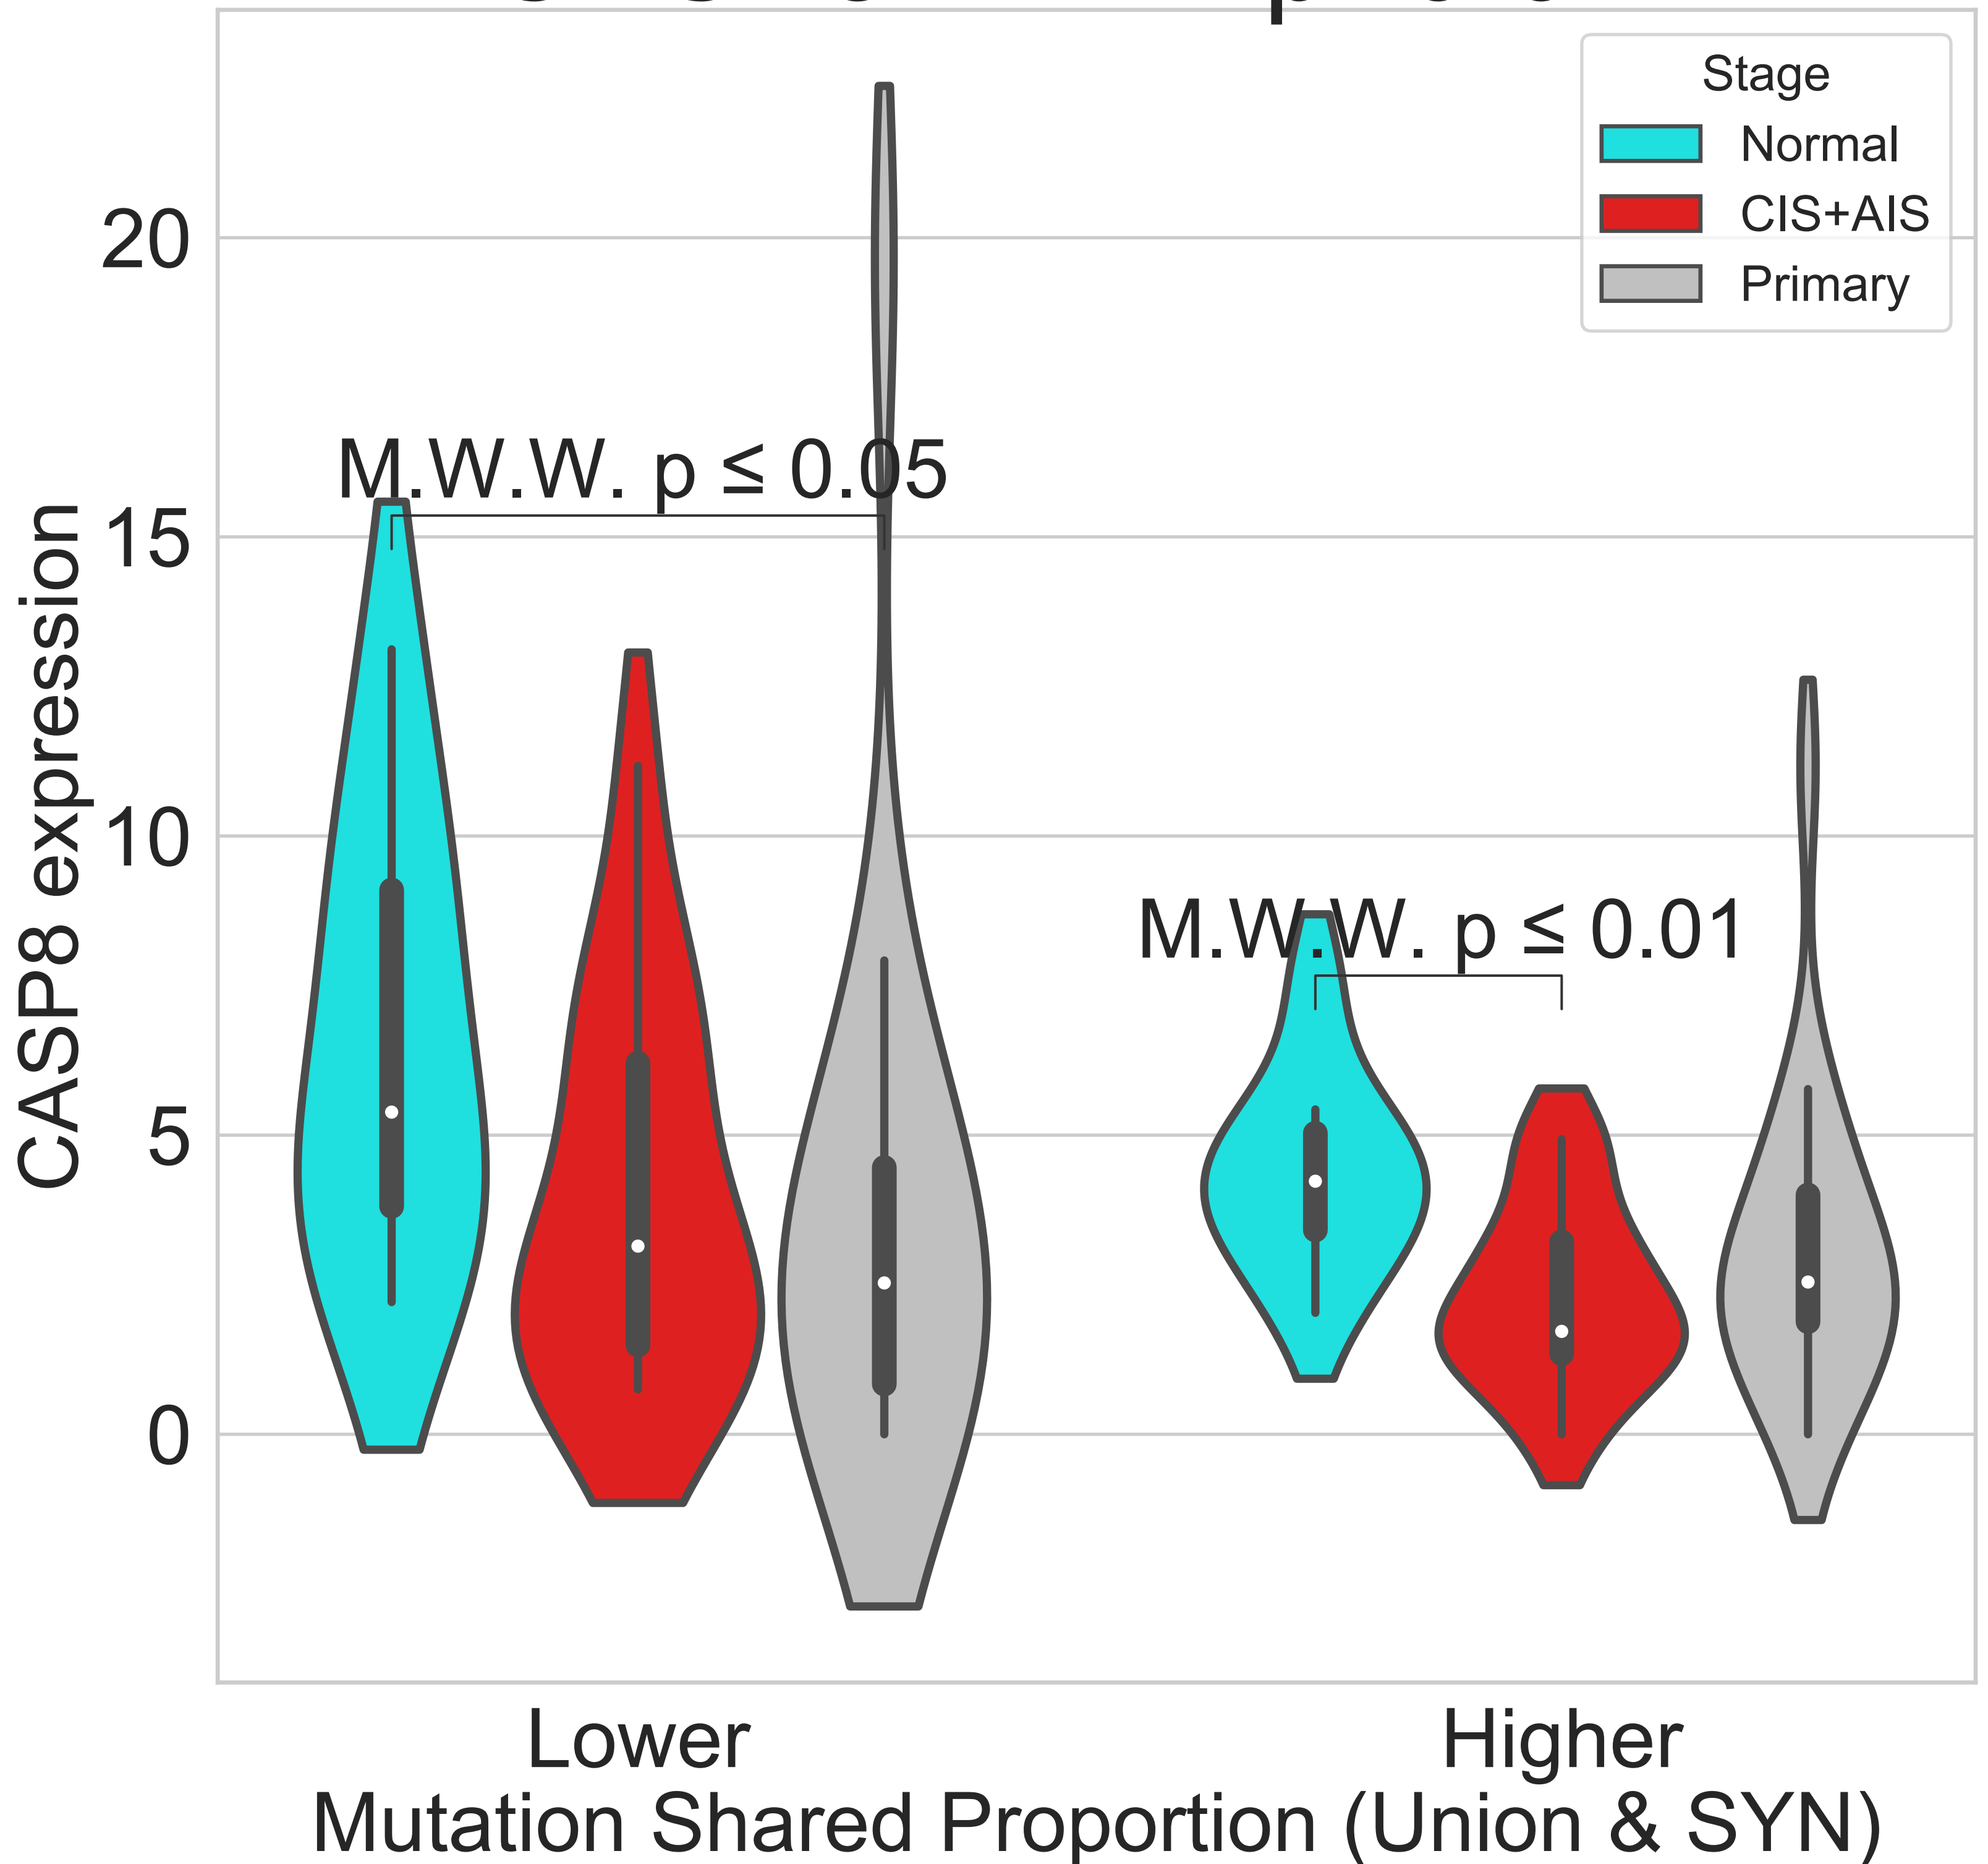 Stage
Normal
CIS+AIS
Primary
20
15
10
5
0
CASP8 expression
M.W.W. p ≤ 0.05
M.W.W. p ≤ 0.01
Lower
Higher
Mutation Shared Proportion (Union & SYN)